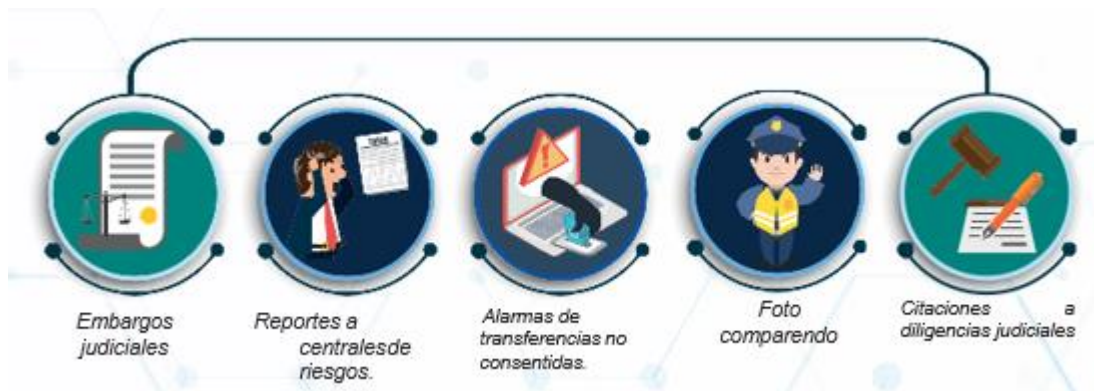 Embargos
judiciales
Reportes a
centralesde
riesgos.
Alarmas de
transferencias no
consentidas.
Foto
comparendo
Citaciones a
diligencias judiciales